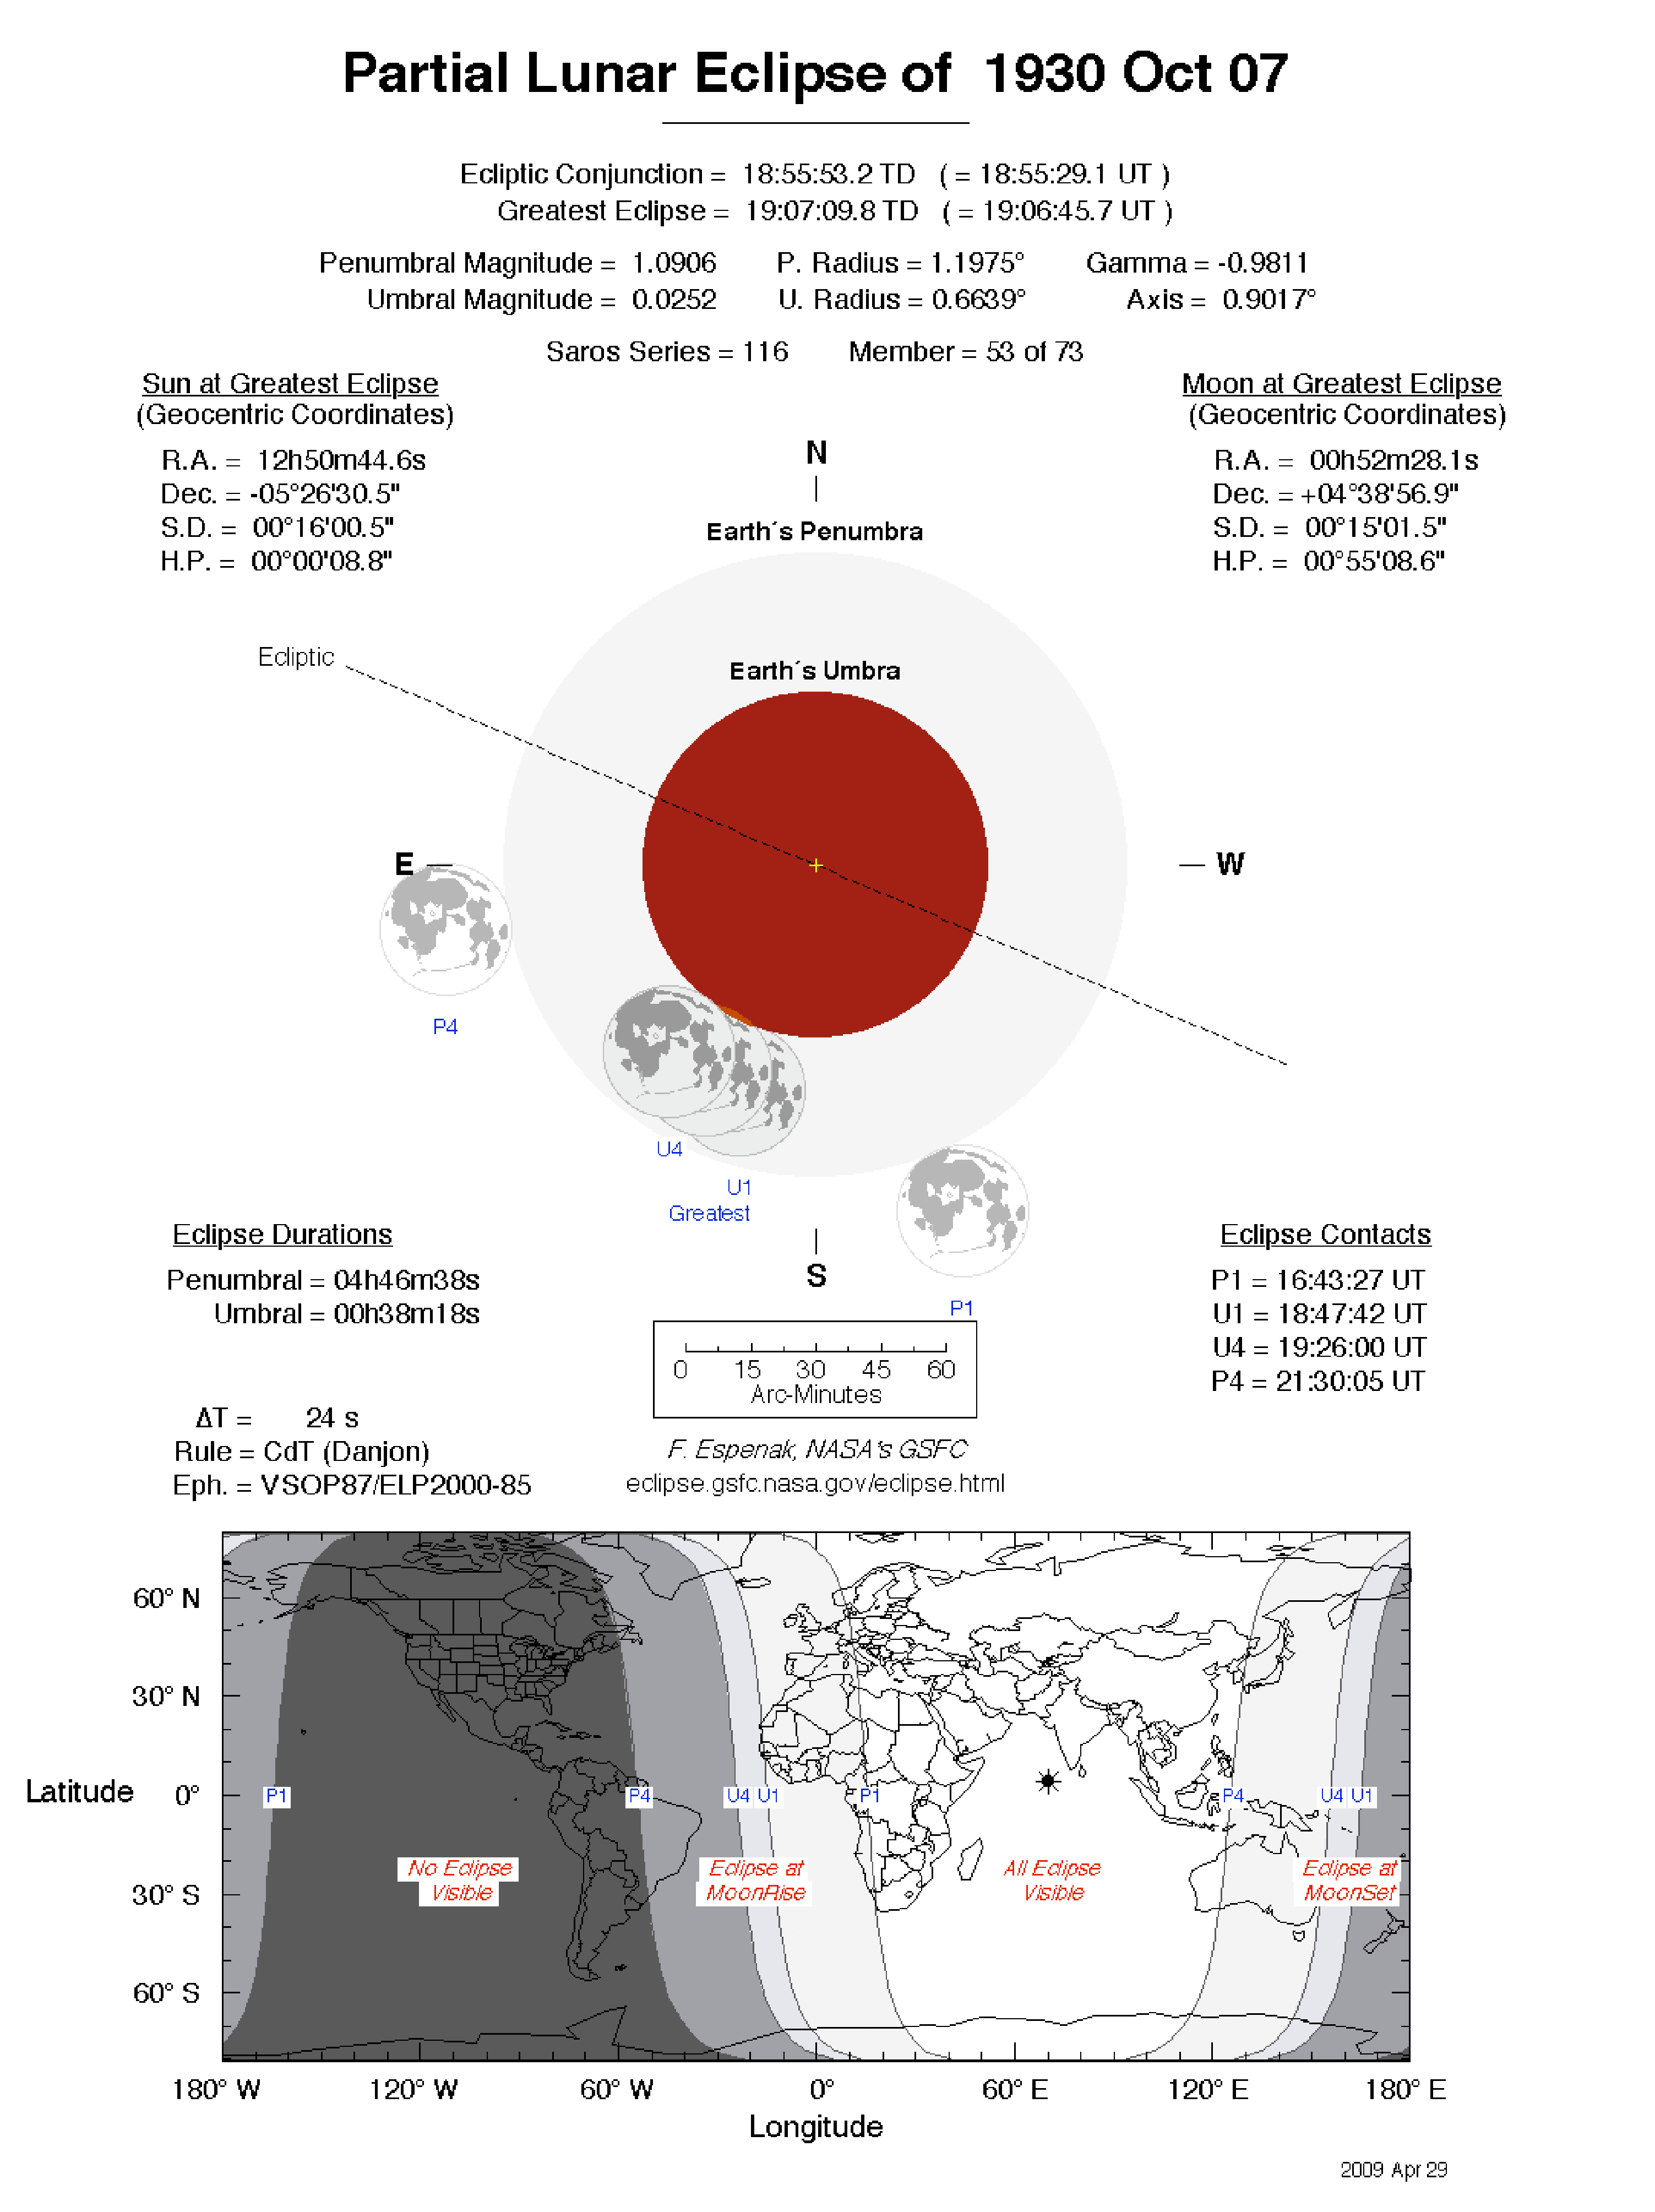 Partial Lunar Eclipse of 1930 Oct 07
Ecliptic Conjunction = 18:55:53.2 TD ( = 18:55:29.1 UT )
Greatest Eclipse = 19:07:09.8 TD ( = 19:06:45.7 UT )
Penumbral Magnitude = 1.0906 P. Radius = 1.1975° Gamma = -0.9811
Umbral Magnitude = 0.0252 U. Radius = 0.6639° Axis = 0.9017°
Saros Series = 116 Member = 53 of 73
Sun at Greatest Eclipse
(Geocentric Coordinates)
R.A. = 12h50m44.6s
Dec. = -05°26'30.5"
S.D. = 00°16'00.5"
H.P. = 00°00'08.8"
Moon at Greatest Eclipse
(Geocentric Coordinates)
R.A. = 00h52m28.1s
Dec. = +04°38'56.9"
S.D. = 00°15'01.5"
H.P. = 00°55'08.6"
N
Earth´s Penumbra
Ecliptic
Earth´s Umbra
E
W
P4
U4
U1
Greatest
S
P1
Eclipse Durations
Penumbral = 04h46m38s
Umbral = 00h38m18s
Eclipse Contacts
P1 = 16:43:27 UT
U1 = 18:47:42 UT
U4 = 19:26:00 UT
P4 = 21:30:05 UT
0 15 30 45 60
Arc-Minutes
ΔT = 24 s
Rule = CdT (Danjon)
Eph. = VSOP87/ELP2000-85
F. Espenak, NASA's GSFC
eclipse.gsfc.nasa.gov/eclipse.html
60° N
30° N
Latitude 0°
30° S
60° S
P1 P4 U4 U1 P1 P4 U4 U1
No Eclipse
Visible
Eclipse at
MoonRise
All Eclipse
Visible
Eclipse at
MoonSet
180° W 120° W 60° W 0° 60° E 120° E 180° E
Longitude
2009 Apr 29